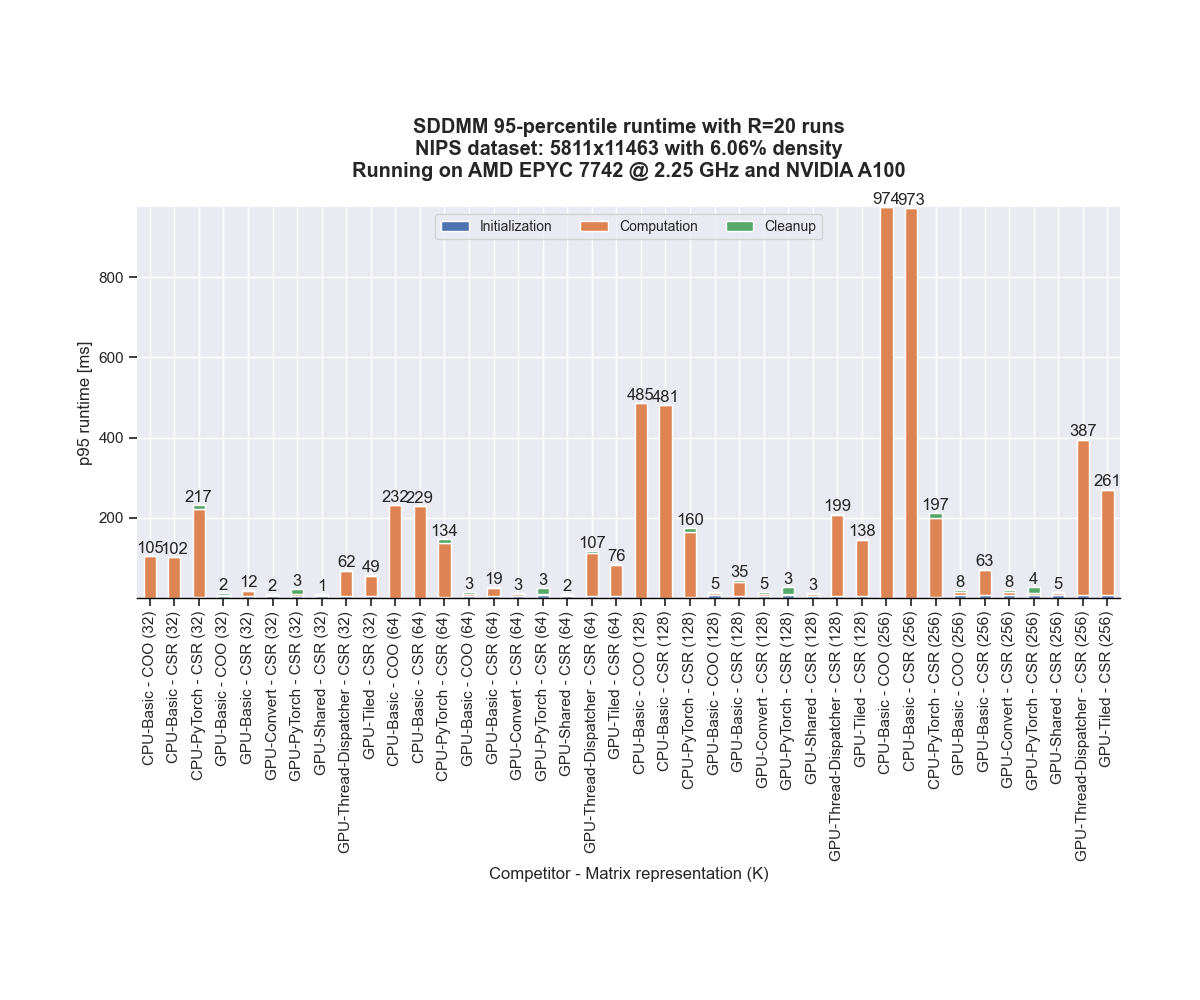 SDDMM 95-percentile runtime with R=20 runs
NIPS dataset: 5811x11463 with 6.06% density
Running on AMD EPYC 7742 @ 2.25 GHz and NVIDIA A100
Initialization Computation Cleanup
p95 runtime [ms]
800
600
400
200
105
102
217
2
12
2
3
1
62
49
232
229
134
3
19
3
3
2
107
76
485
481
160
5
35
5
3
3
199
138
974
973
197
8
63
8
4
5
387
261
CPU-Basic - COO (32)
CPU-Basic - CSR (32)
CPU-PyTorch - CSR (32)
GPU-Basic - COO (32)
GPU-Basic - CSR (32)
GPU-Convert - CSR (32)
GPU-PyTorch - CSR (32)
GPU-Shared - CSR (32)
GPU-Thread-Dispatcher - CSR (32)
GPU-Tiled - CSR (32)
CPU-Basic - COO (64)
CPU-Basic - CSR (64)
CPU-PyTorch - CSR (64)
GPU-Basic - COO (64)
GPU-Basic - CSR (64)
GPU-Convert - CSR (64)
GPU-PyTorch - CSR (64)
GPU-Shared - CSR (64)
GPU-Thread-Dispatcher - CSR (64)
GPU-Tiled - CSR (64)
CPU-Basic - COO (128)
CPU-Basic - CSR (128)
CPU-PyTorch - CSR (128)
GPU-Basic - COO (128)
GPU-Basic - CSR (128)
GPU-Convert - CSR (128)
GPU-PyTorch - CSR (128)
GPU-Shared - CSR (128)
GPU-Thread-Dispatcher - CSR (128)
GPU-Tiled - CSR (128)
CPU-Basic - COO (256)
CPU-Basic - CSR (256)
CPU-PyTorch - CSR (256)
GPU-Basic - COO (256)
GPU-Basic - CSR (256)
GPU-Convert - CSR (256)
GPU-PyTorch - CSR (256)
GPU-Shared - CSR (256)
GPU-Thread-Dispatcher - CSR (256)
GPU-Tiled - CSR (256)
Competitor - Matrix representation (K)